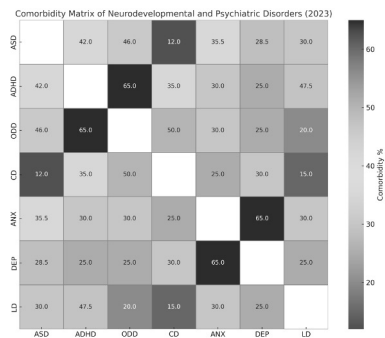 Comorbidity Matrix of Neurodevelopmental and Psychiatric Disorders (2023)
ASD 42.0 46.0 12.0 35.5 28.5 30.0
ADHD 42.0 65.0 35.0 30.0 25.0 47.5
ODD 46.0 65.0 50.0 30.0 25.0 20.0
CD 12.0 35.0 50.0 25.0 30.0 15.0
ANX 35.5 30.0 30.0 25.0 65.0 30.0
DEP 28.5 25.0 25.0 30.0 65.0 25.0
LD 30.0 47.5 20.0 15.0 30.0 25.0
ASD ADHD ODD CD ANX DEP LD
60
50
40
30
20
Comorbidity %